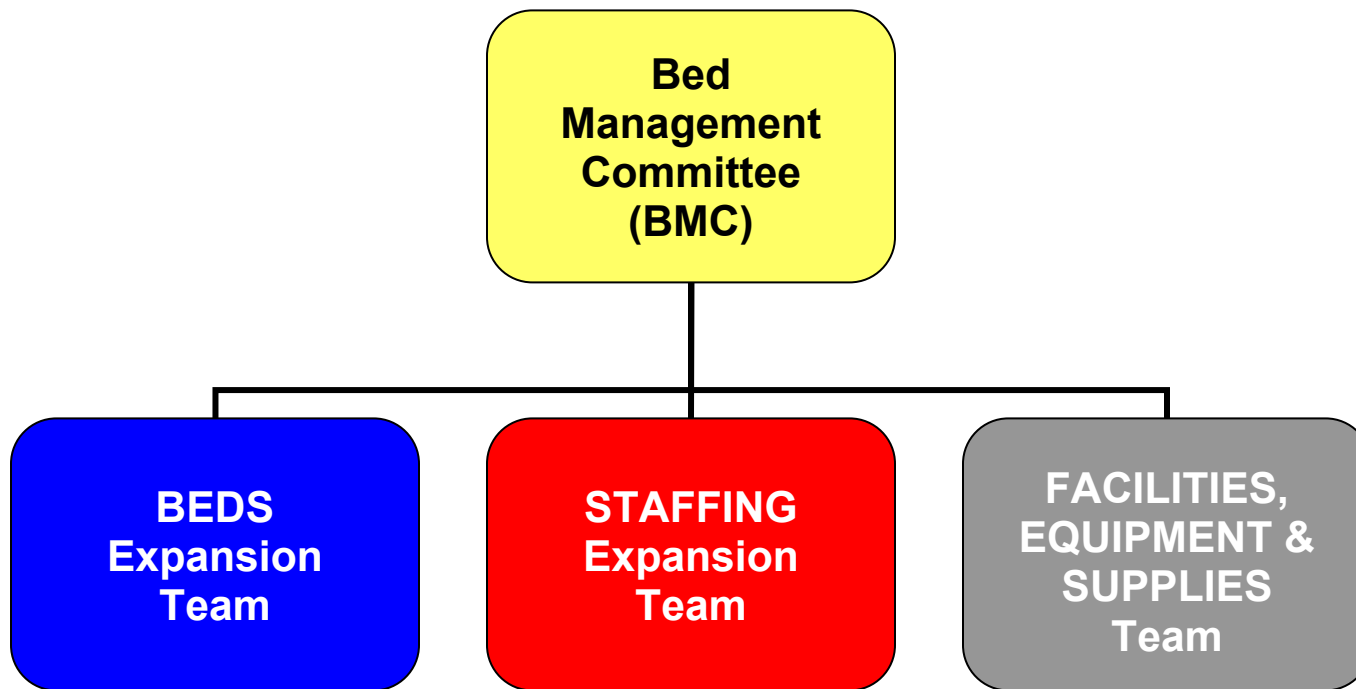 Bed
Management
Committee
(BMC)
BEDS
Expansion
Team
STAFFING
Expansion
Team
FACILITIES,
EQUIPMENT &
SUPPLIES
Team